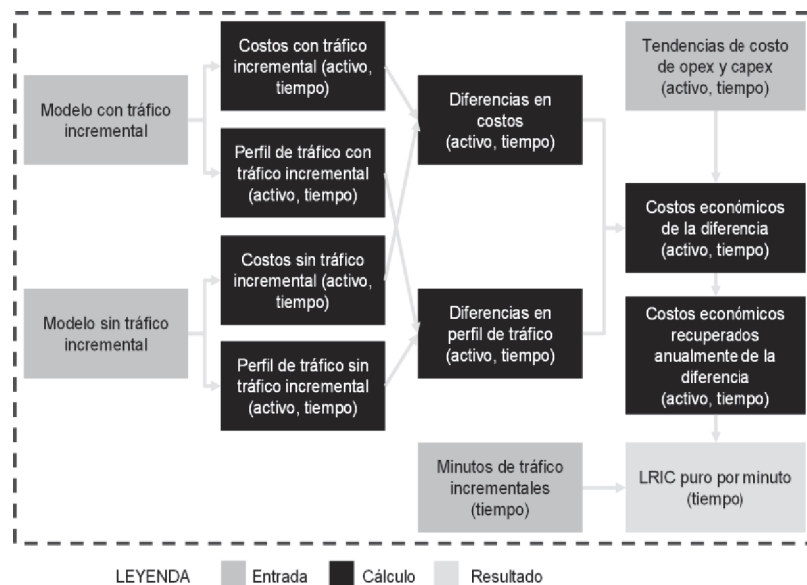 Modelo con tráfico
incremental
Costos con tráfico
incremental (activo,
tiempo)
Perfil de tráfico con
tráfico incremental
(activo, tiempo)
Modelo sin tráfico
incremental
Costos sin tráfico
incremental (activo,
tiempo)
Perfil de tráfico sin
tráfico incremental
(activo, tiempo)
Diferencias en
costos
(activo, tiempo)
Diferencias en
perfil de tráfico
(activo, tiempo)
Tendencias de costo
de opex y capex
(activo, tiempo)
Costos económicos
de la diferencia
(activo, tiempo)
Costos económicos
recuperados
anualmente de la
diferencia
(activo, tiempo)
Minutos de tráfico
incrementales
(tiempo)
LRIC puro por minuto
(tiempo)
LEYENDA Entrada Cálculo Resultado